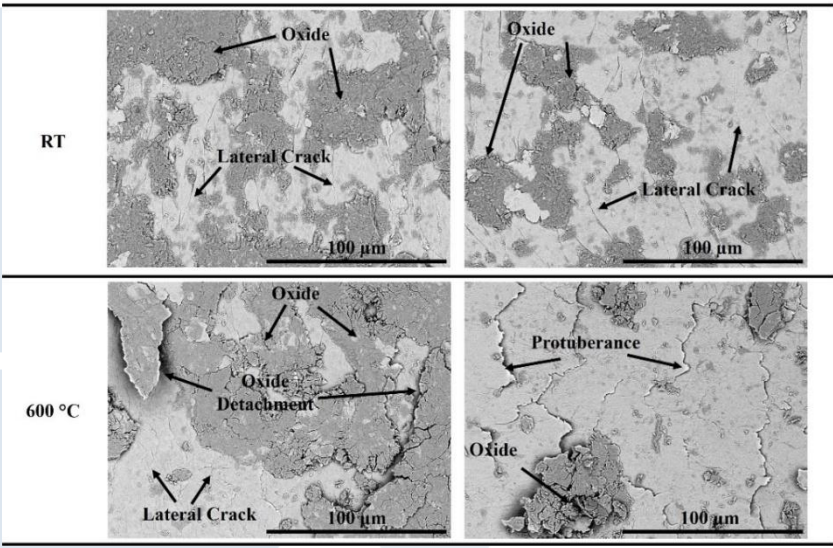 RT
Oxide
Lateral Crack
100 µm
Oxide
Lateral Crack
100 µm
600 °C
Oxide
Oxide
Detachment
Lateral Crack
100 µm
Protuberance
Oxide
100 µm